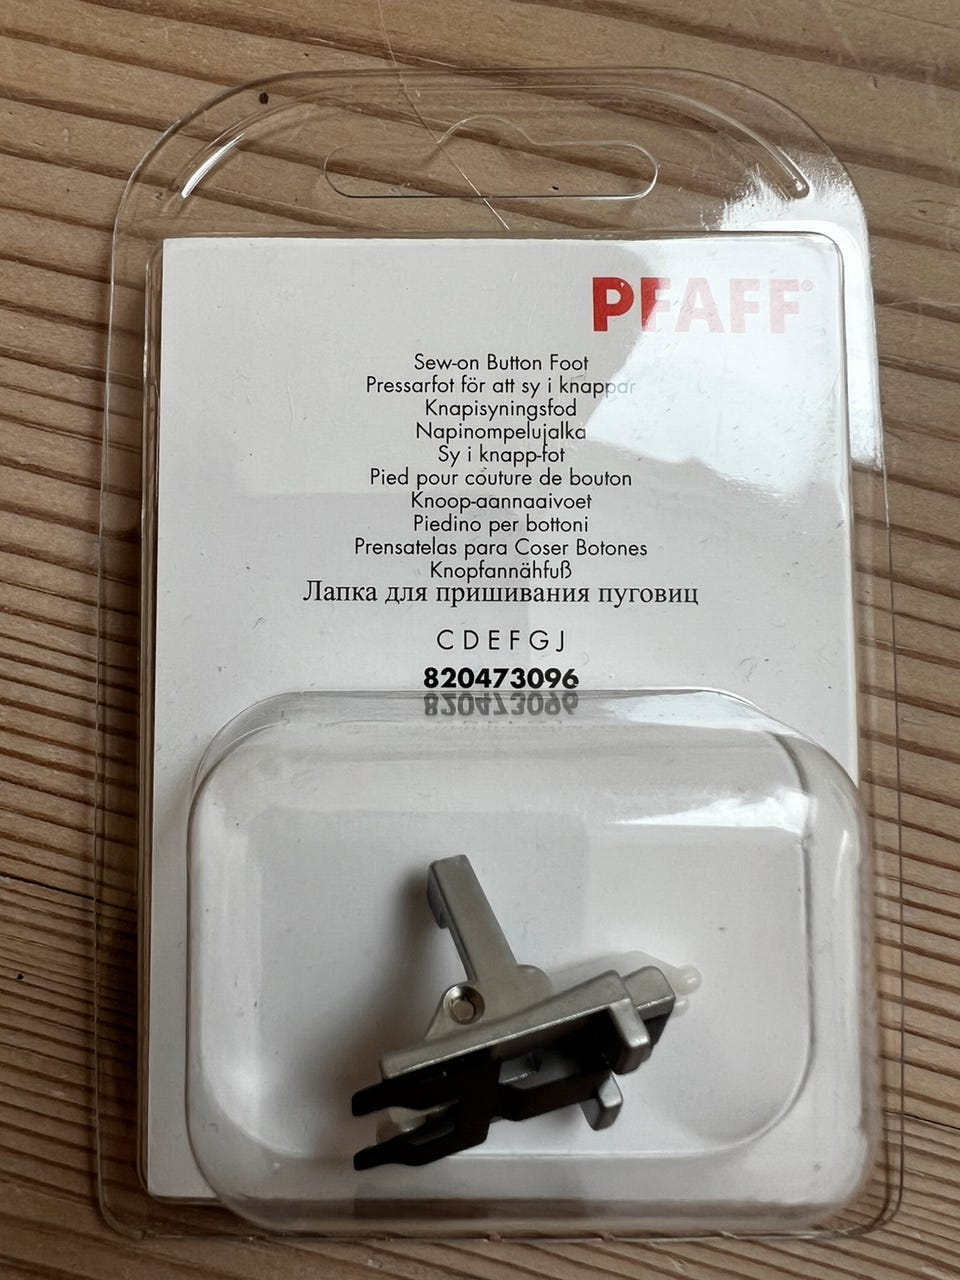 PFAFF®
Sew-on Button Foot
Pressarfot för att sy i knappar
Knapisyningsfod
Napinompelujalka
Sy i knapp-fot
Pied pour couture de bouton
Knoop-aannaaivoet
Piedino per bottoni
Prensatelas para Coser Botones
Knopfannähfuß
Лапка для пришивания пуговиц
C D E F G J
820473096